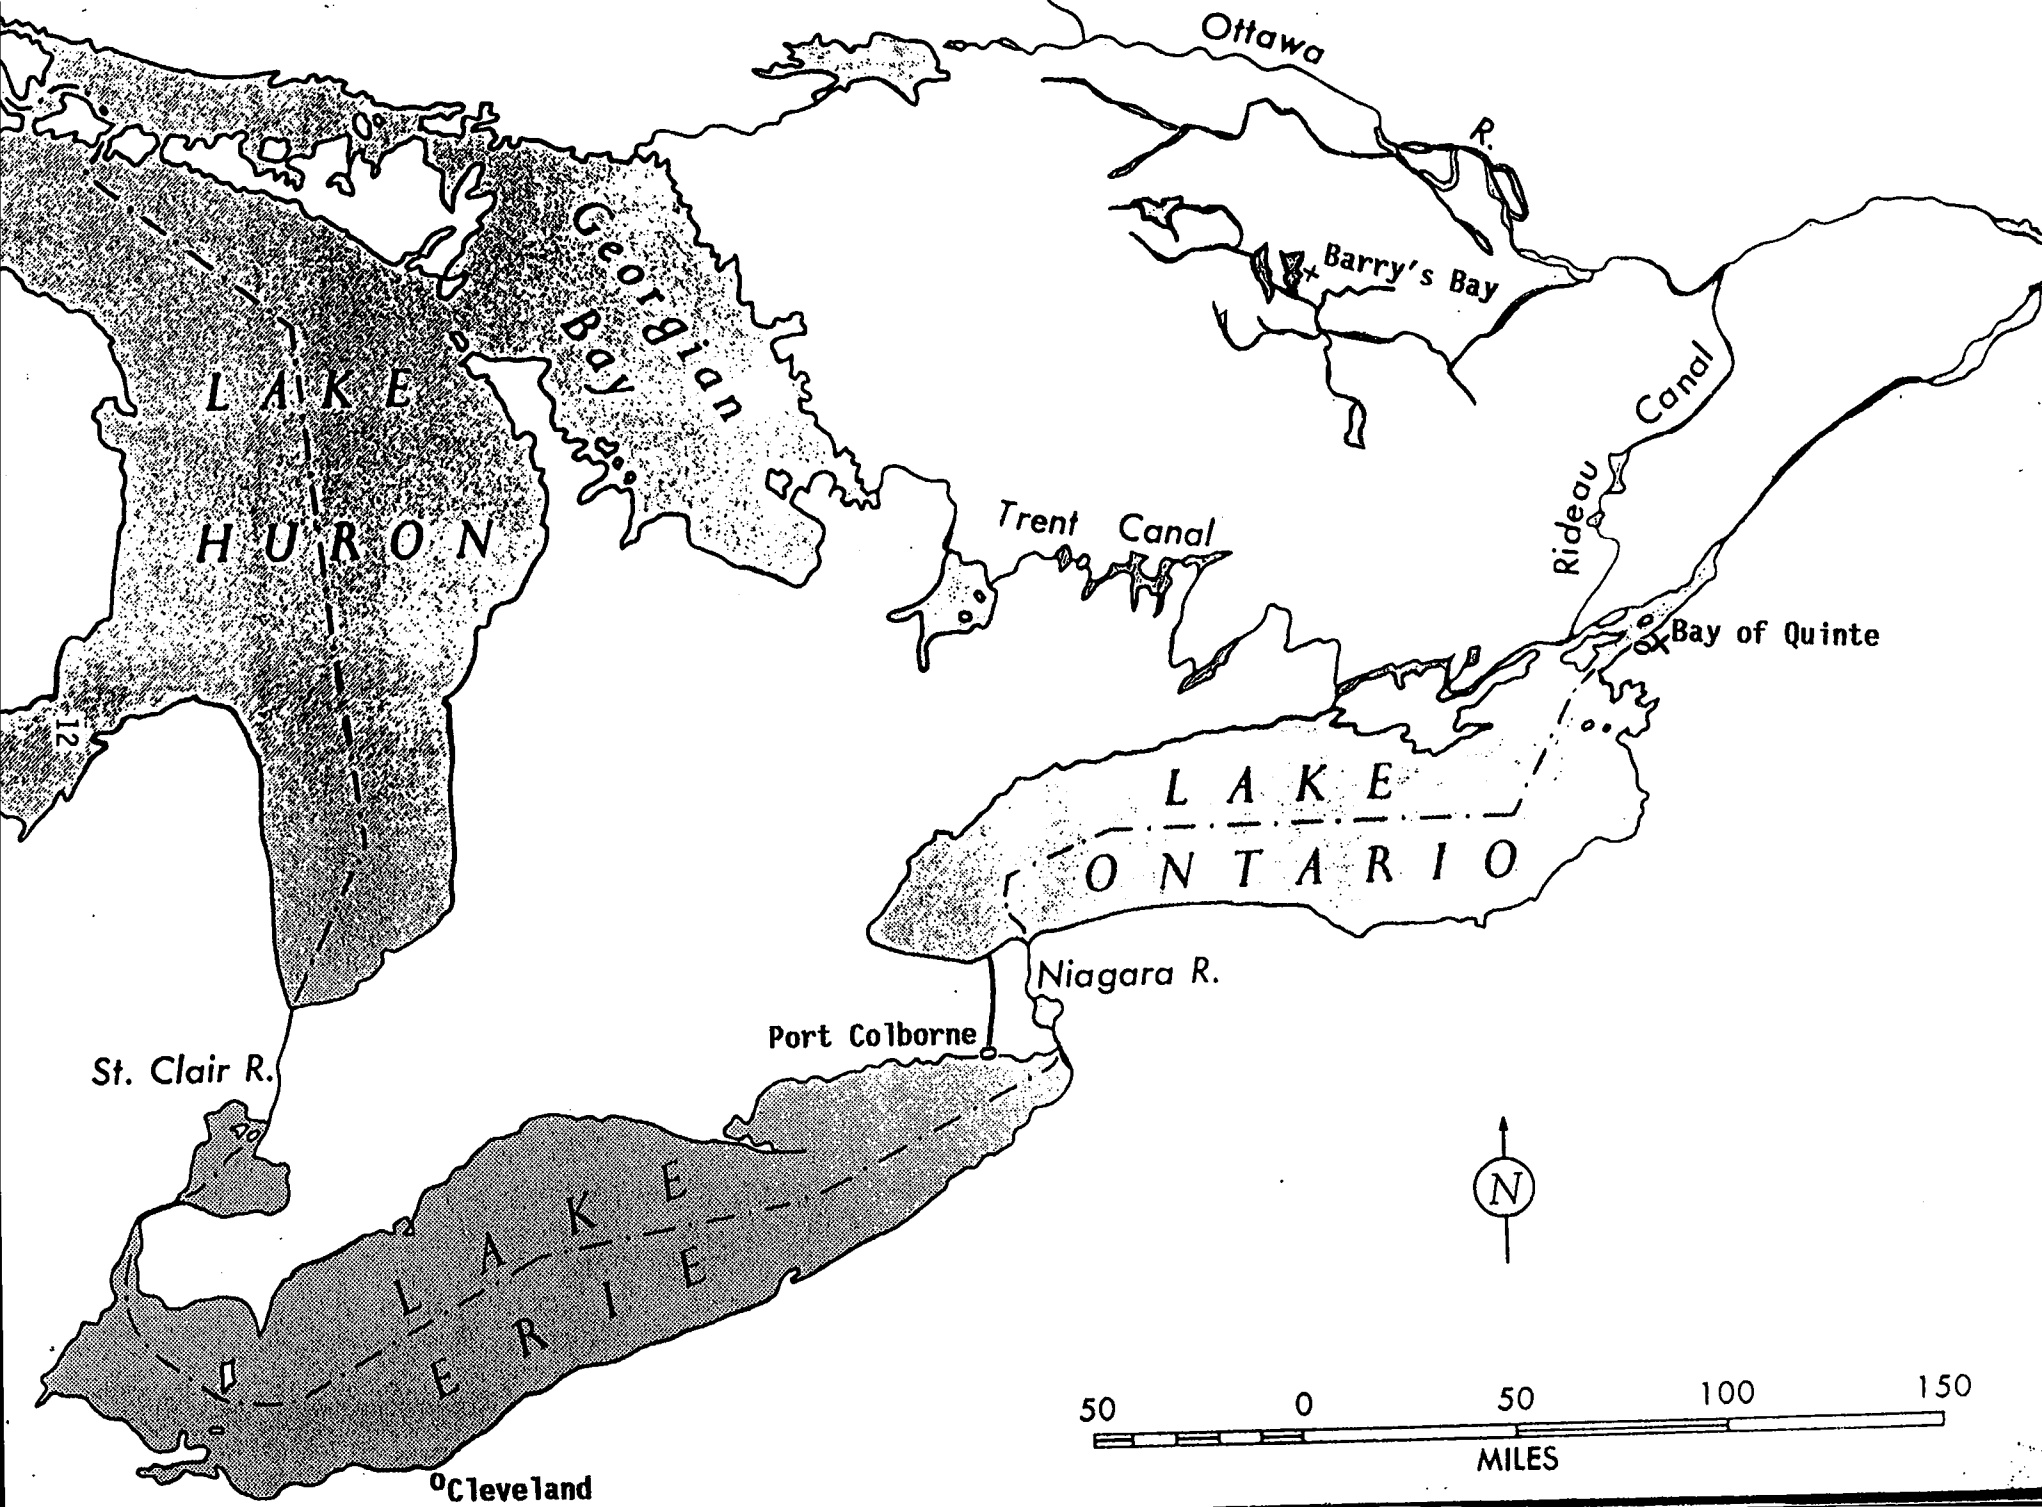 Ottawa
R.
Georgian
Bay
Barry's Bay
LAKE
HURON
Canal
Rideau
Trent Canal
Bay of Quinte
12
LAKE
ONTARIO
Niagara R.
Port Colborne
St. Clair R.
N
LAKE
ERIE
50 0 50 100 150
MILES
Cleveland